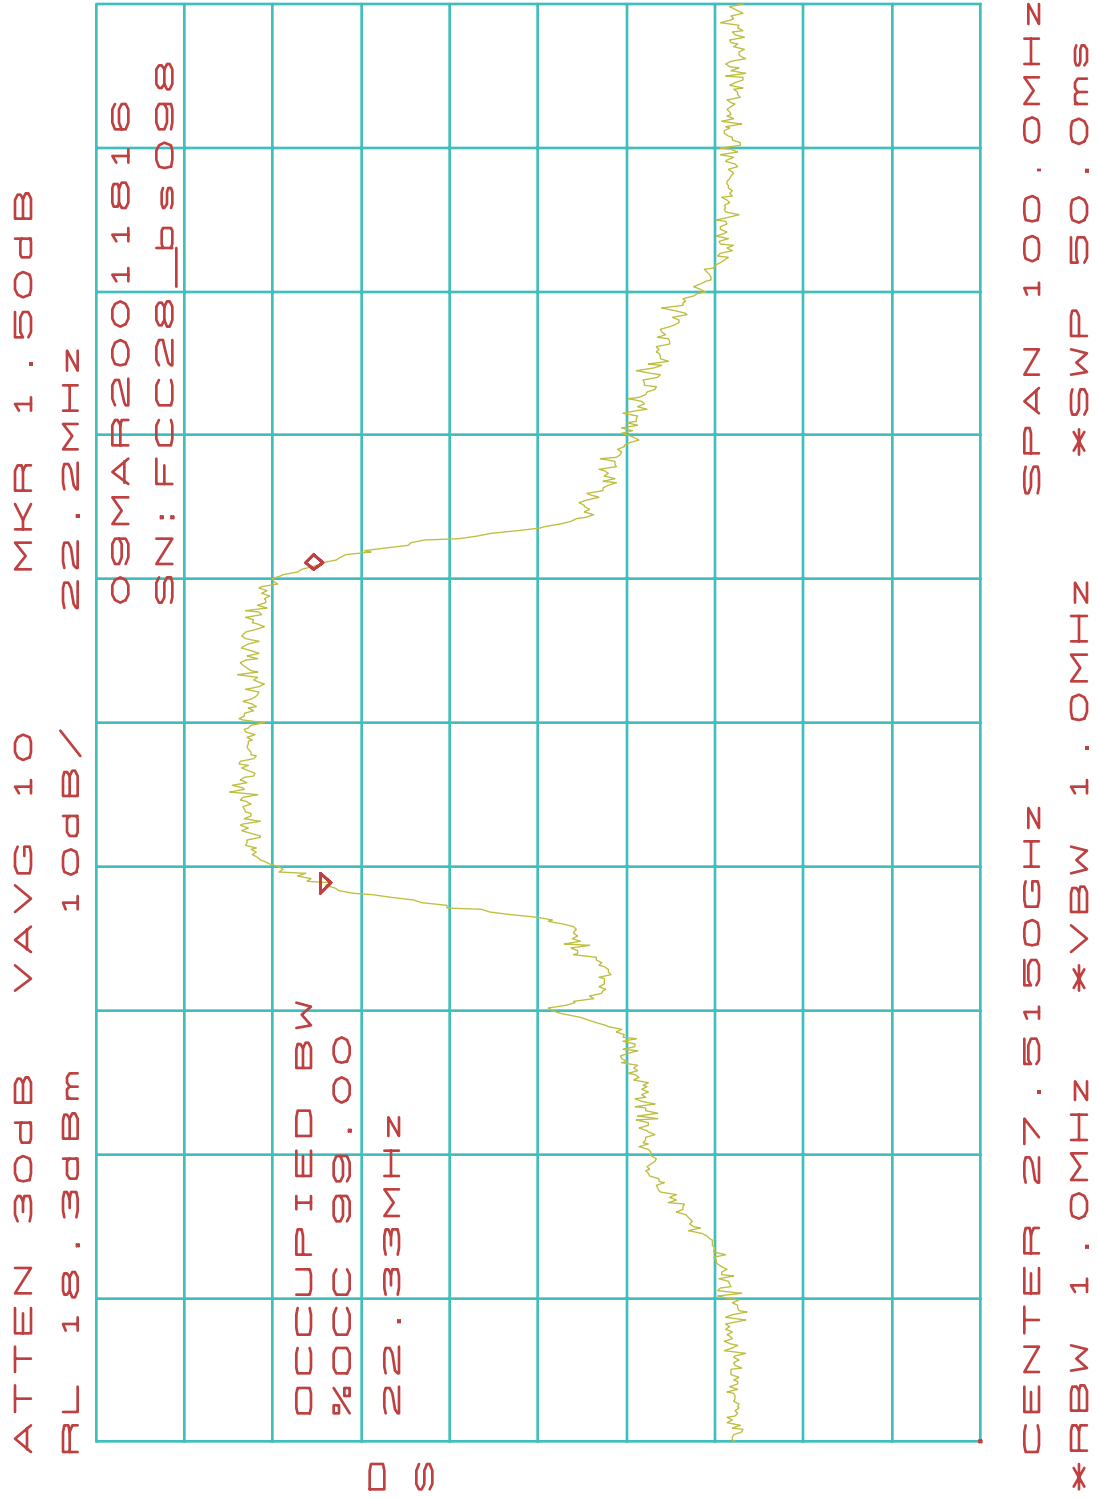 ATTEN 30dB VAVG 10 MKR 1.50dB
RL 18.3dBm 10dB/ 22.2MHz
09MAR2001 1816
SN:FCC28_bs098
OCCUPIED BW
%OCC 99.00
22.33MHz
D
S
CENTER 27.5150GHz SPAN 100.0MHz
*RBW 1.0MHz *VBW 1.0MHz *SWP 50.0ms